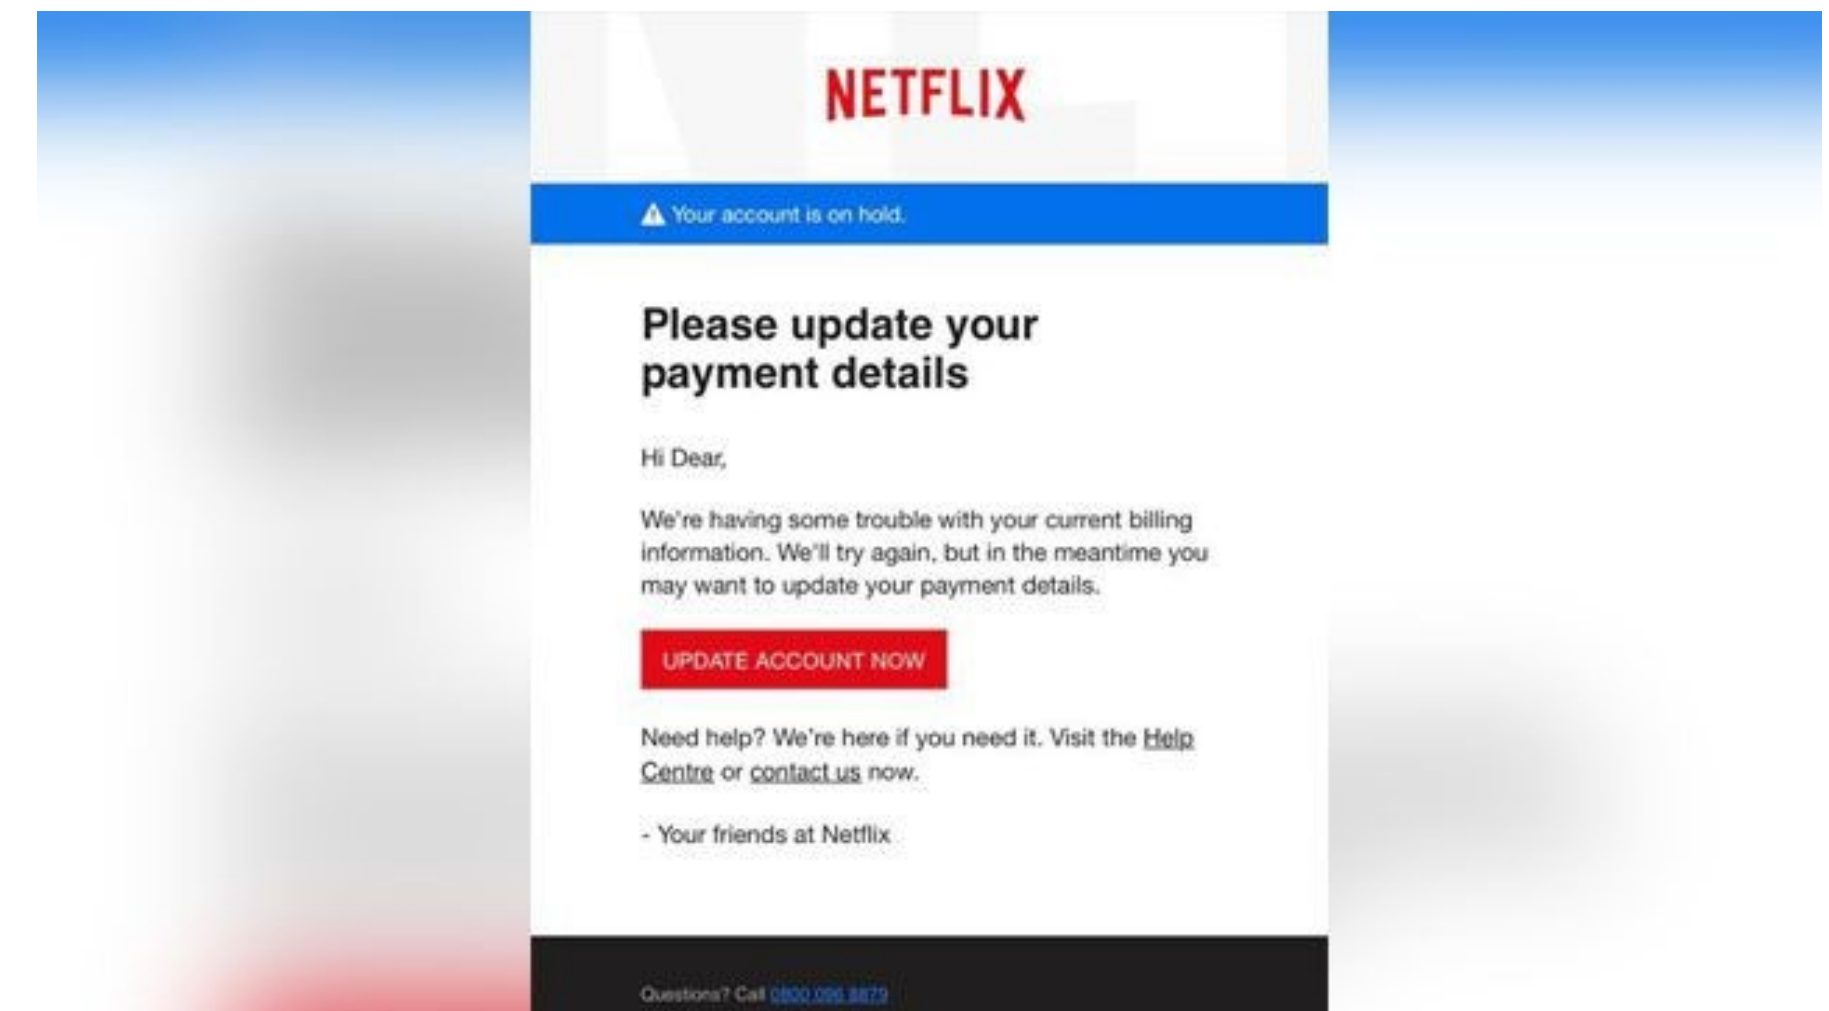 NETFLIX
Your account is on hold.
Please update your
payment details
Hi Dear,
We're having some trouble with your current billing
information. We'll try again, but in the meantime you
may want to update your payment details.
UPDATE ACCOUNT NOW
Need help? We're here if you need it. Visit the Help
Centre or contact us now.
- Your friends at Netflix
Questions? Call 0800 096 8879